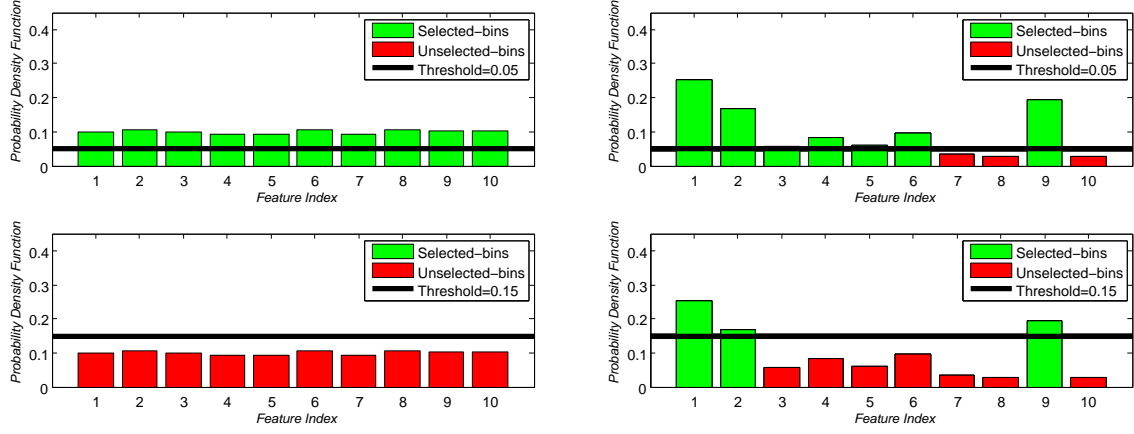 Probability Density Function
0.4
0.3
0.2
0.1
0
Selected−bins
Unselected−bins
Threshold=0.05
1 2 3 4 5 6 7 8 9 10
Feature Index
Probability Density Function
0.4
0.3
0.2
0.1
0
Selected−bins
Unselected−bins
Threshold=0.05
1 2 3 4 5 6 7 8 9 10
Feature Index
Probability Density Function
0.4
0.3
0.2
0.1
0
Selected−bins
Unselected−bins
Threshold=0.15
1 2 3 4 5 6 7 8 9 10
Feature Index
Probability Density Function
0.4
0.3
0.2
0.1
0
Selected−bins
Unselected−bins
Threshold=0.15
1 2 3 4 5 6 7 8 9 10
Feature Index